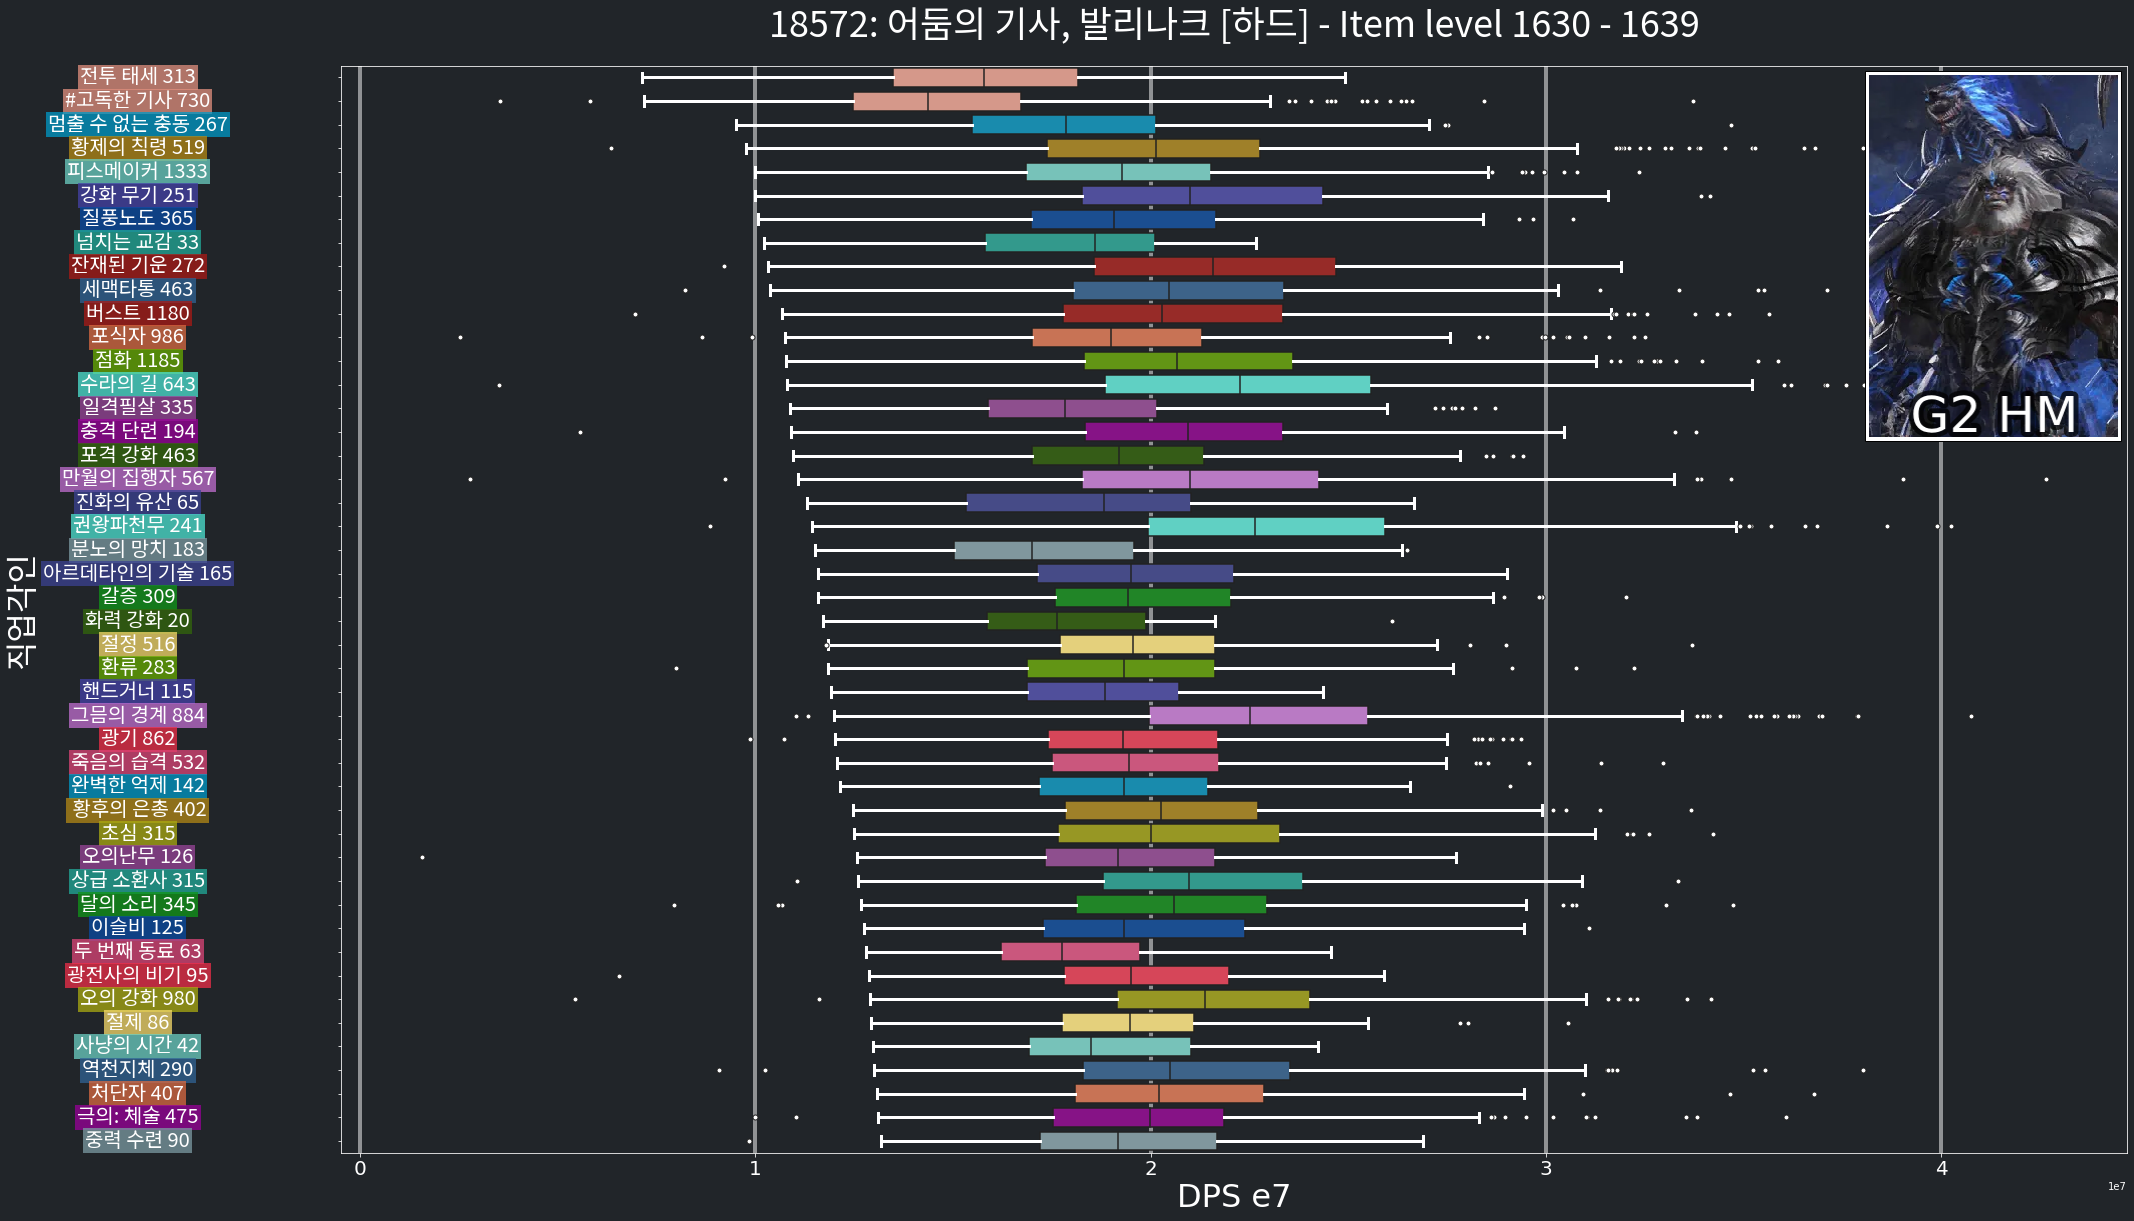 18572: 어둠의 기사, 발리나크 [하드] - Item level 1630 - 1639
전투 태세 313
#고독한 기사 730
멈출 수 없는 충동 267
황제의 칙령 519
피스메이커 1333
강화 무기 251
질풍노도 365
넘치는 교감 33
잔재된 기운 272
세맥타통 463
버스트 1180
포식자 986
점화 1185
수라의 길 643
일격필살 335
충격 단련 194
포격 강화 463
만월의 집행자 567
진화의 유산 65
권왕파천무 241
분노의 망치 183
아르데타인의 기술 165
갈증 309
화력 강화 20
절정 516
환류 283
핸드거너 115
그믐의 경계 884
광기 862
죽음의 습격 532
완벽한 억제 142
황후의 은총 402
초심 315
오의난무 126
상급 소환사 315
달의 소리 345
이슬비 125
두 번째 동료 63
광전사의 비기 95
오의 강화 980
절제 86
사냥의 시간 42
역천지체 290
처단자 407
극의: 체술 475
중력 수련 90
직업각인
G2 HM
0 1 2 3 4
DPS e7
1e7